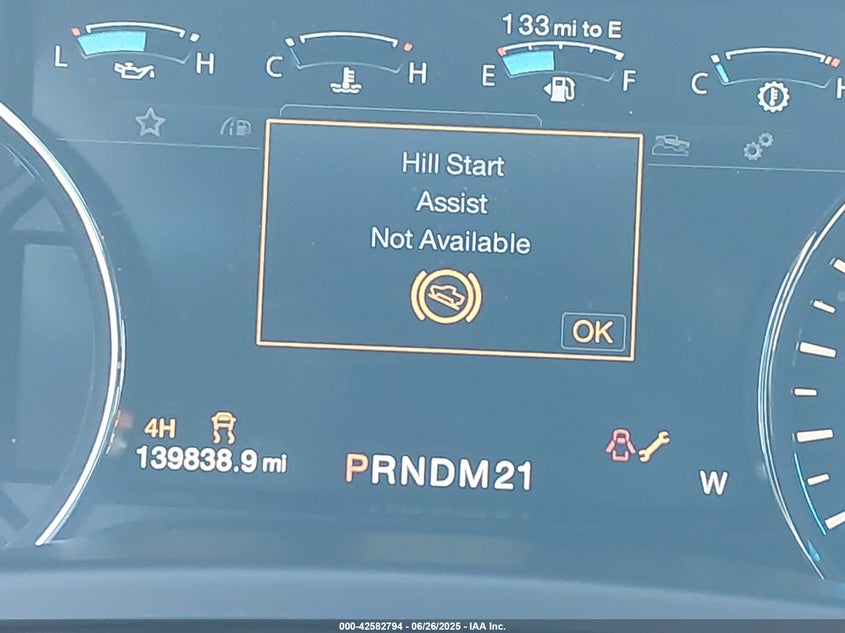 133 mi to E
L H C H E F C H
Hill Start
Assist
Not Available
OK
4H
139838.9 mi
PRNDM21
W
000-42582794 - 06/26/2025 - IAA Inc.